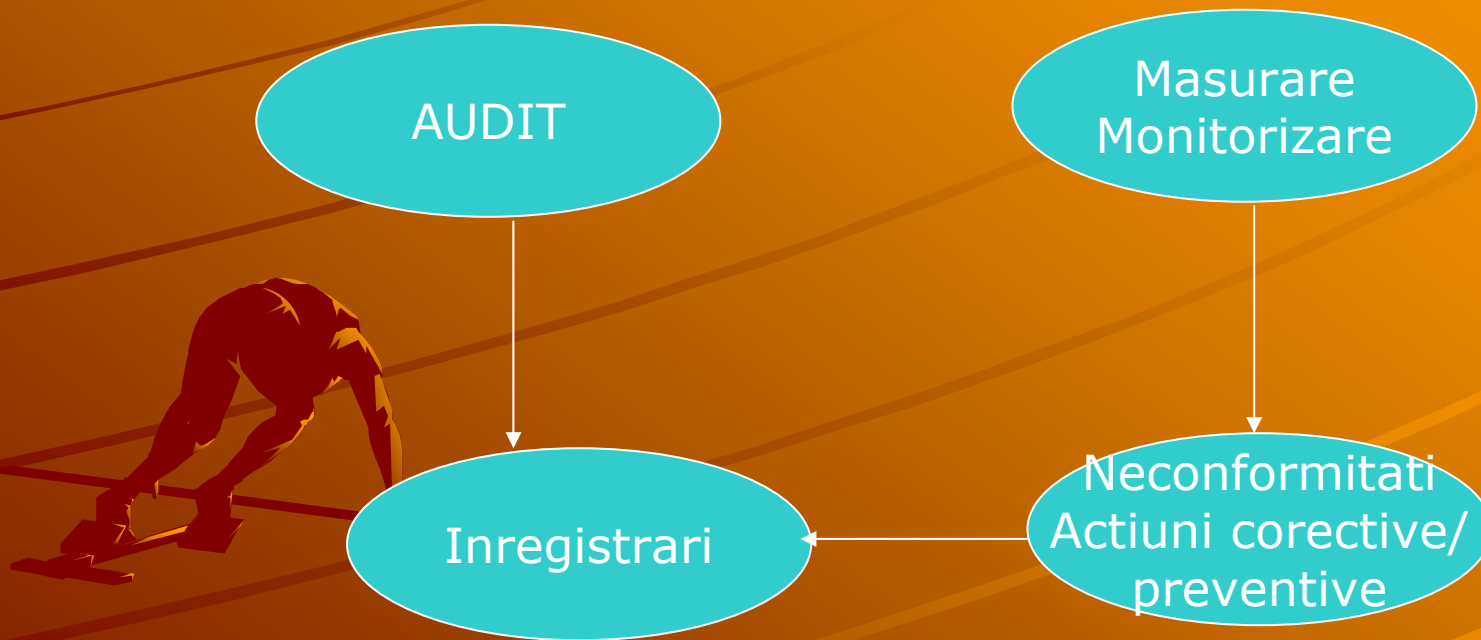 AUDIT
Masurare
Monitorizare
Inregistrari
Neconformitati
Actiuni corective/
preventive